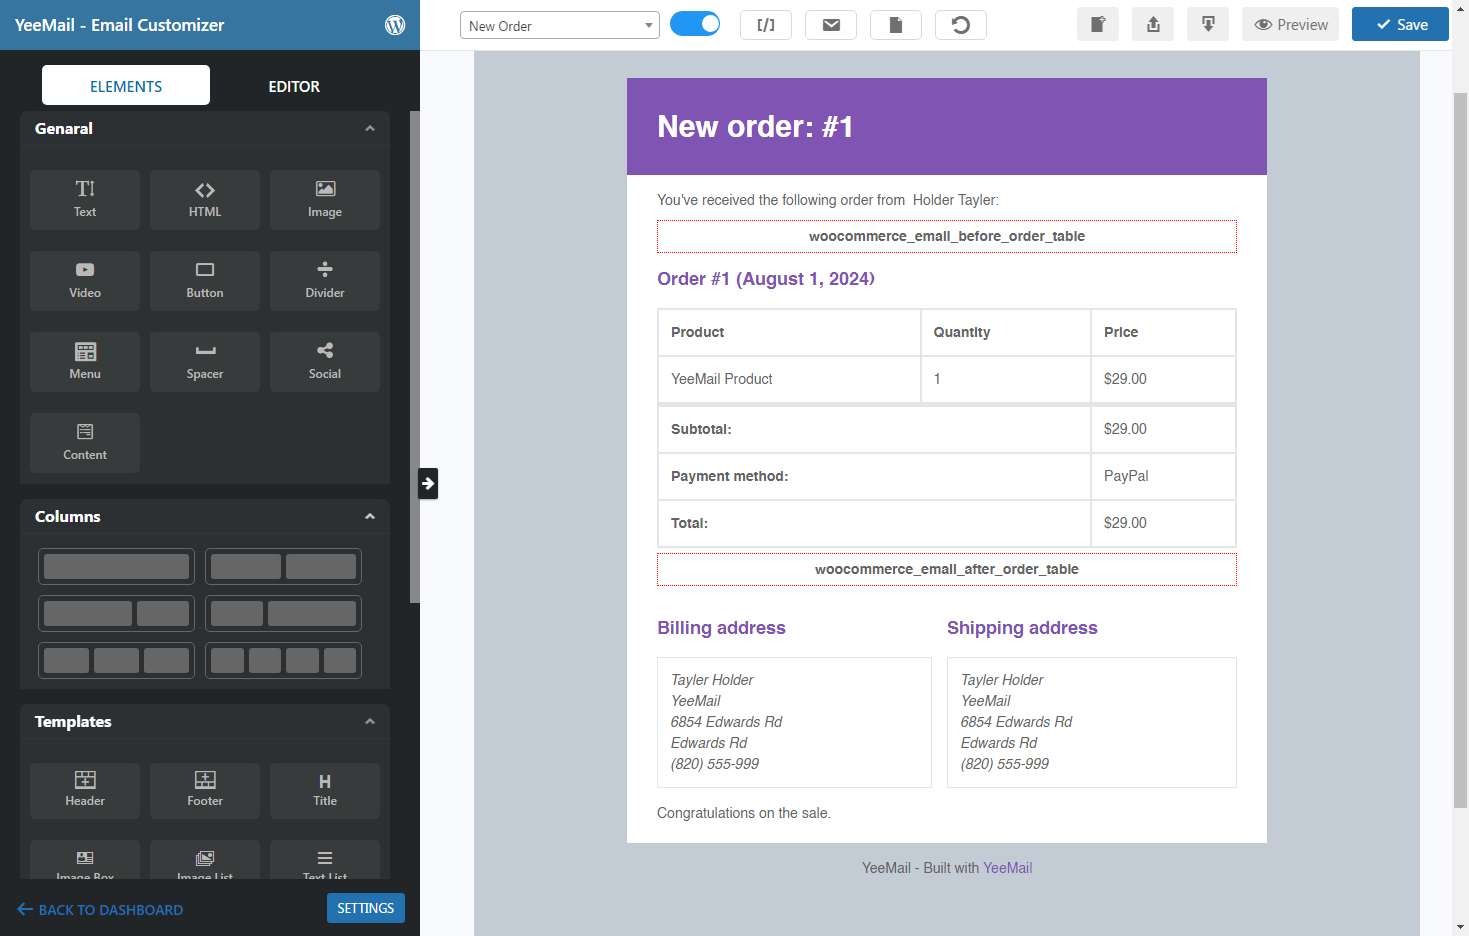 YeeMail - Email Customizer
New Order
[/]
Preview
Save
ELEMENTS
EDITOR
Genaral
Text
HTML
Image
Video
Button
Divider
Menu
Spacer
Social
Content
Columns
Templates
Header
Footer
Title
Image Box
Image List
Text List
BACK TO DASHBOARD
SETTINGS
New order: #1
You've received the following order from  Holder Tayler:
woocommerce_email_before_order_table
Order #1 (August 1, 2024)
Product Quantity Price
YeeMail Product 1 $29.00
Subtotal: $29.00
Payment method: PayPal
Total: $29.00
woocommerce_email_after_order_table
Billing address
Tayler Holder
YeeMail
6854 Edwards Rd
Edwards Rd
(820) 555-999
Shipping address
Tayler Holder
YeeMail
6854 Edwards Rd
Edwards Rd
(820) 555-999
Congratulations on the sale.
YeeMail - Built with YeeMail